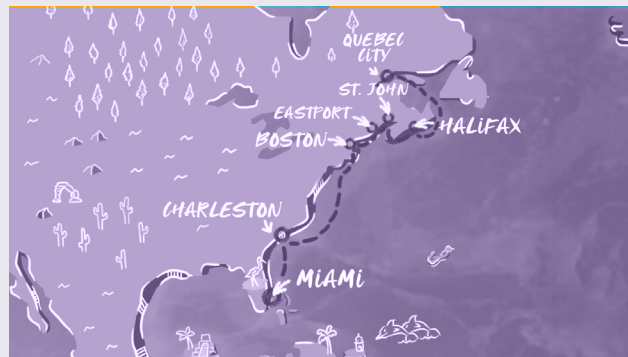 QUEBEC
CITY
ST. JOHN
EASTPORT
BOSTON
HALIFAX
CHARLESTON
MIAMI